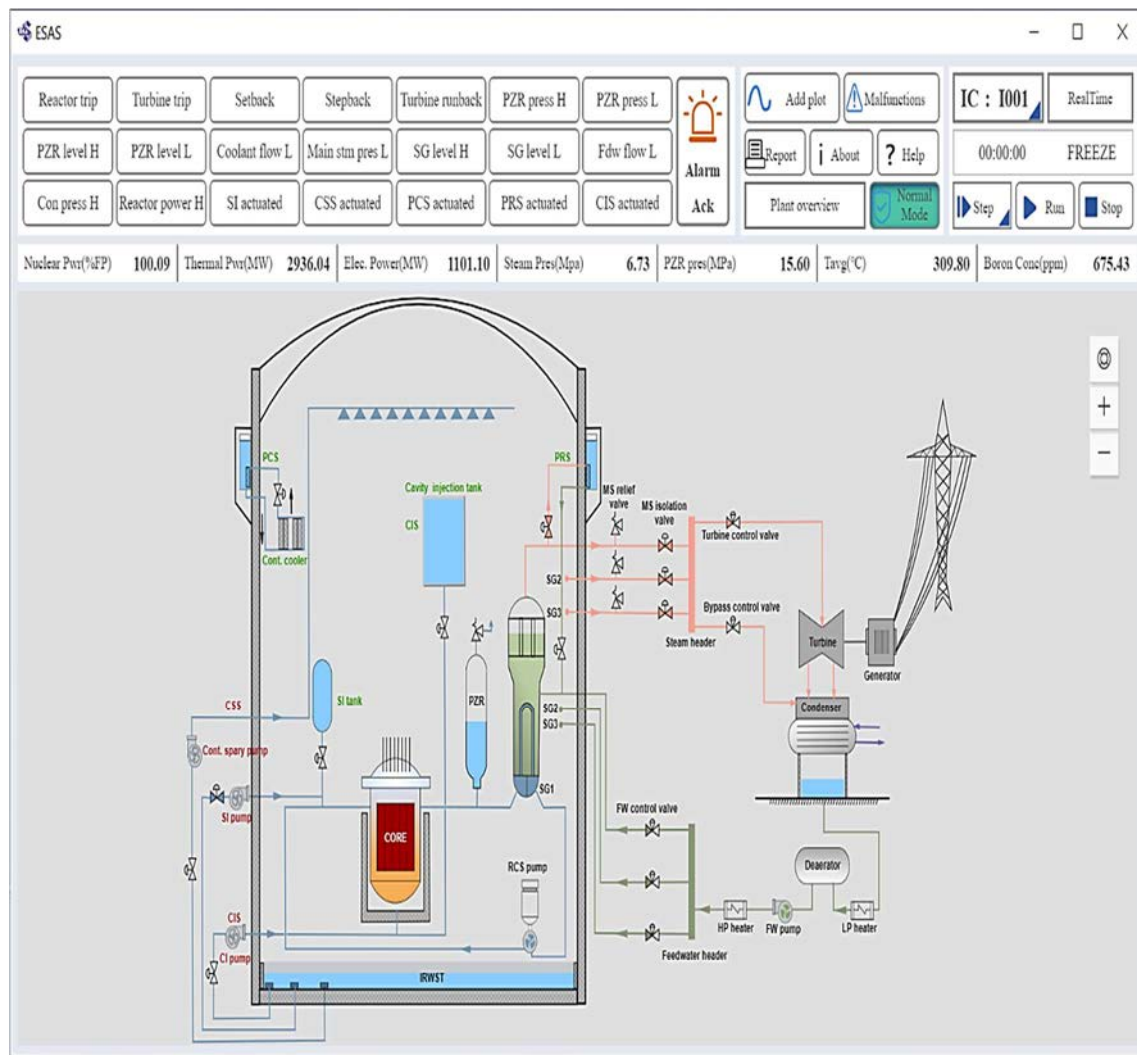 ESAS
Reactor trip Turbine trip Setback Stepback Turbine runback PZR press H PZR press L
PZR level H PZR level L Coolant flow L Main stm pres L SG level H SG level L Fdw flow L
Con press H Reactor power H SI actuated CSS actuated PCS actuated PRS actuated CIS actuated
Alarm
Ack
Add plot Malfunctions
Report About ? Help
Plant overview Normal
Mode
IC : I001 RealTime
00:00:00 FREEZE
Step Run Stop
Nuclear Pwr(%FP) 100.09 Thermal Pwr(MW) 2936.04 Elec. Power(MW) 1101.10 Steam Pres(Mpa) 6.73 PZR pres(MPa) 15.60 Tavg(℃) 309.80 Boron Conc(ppm) 675.43
PCS
Cont. cooler
Cavity injection tank
CIS
PRS
MS relief
valve
MS isolation
valve
Turbine control valve
SG2
SG3
Bypass control valve
Steam header
Turbine
Generator
Condenser
CSS
Cont. spary pump
SI tank
PZR
SG2
SG3
SG1
SI pump
CORE
FW control valve
RCS pump
Deaerator
CIS
CI pump
HP heater
FW pump
LP heater
Feedwater header
IRWST